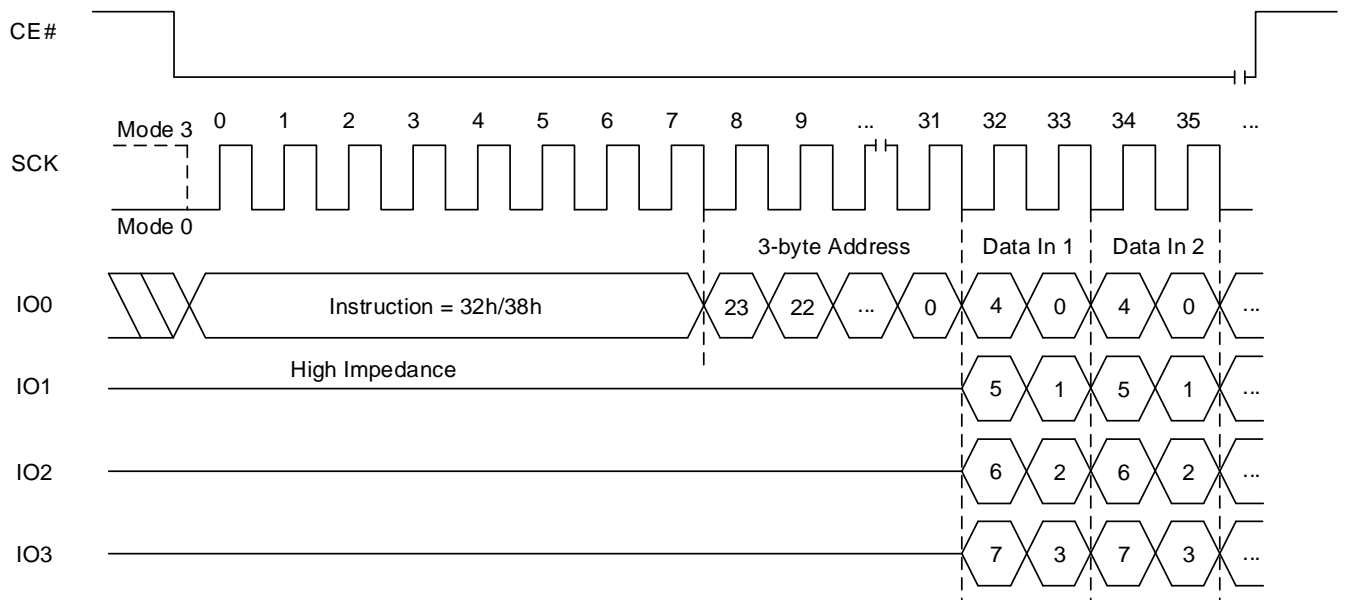 CE#
Mode 3 0 1 2 3 4 5 6 7 8 9 ... 31 32 33 34 35 ...
SCK
Mode 0
3-byte Address Data In 1 Data In 2
IO0 Instruction = 32h/38h 23 22 ... 0 4 0 4 0 ...
High Impedance
IO1 5 1 5 1 ...
IO2 6 2 6 2 ...
IO3 7 3 7 3 ...